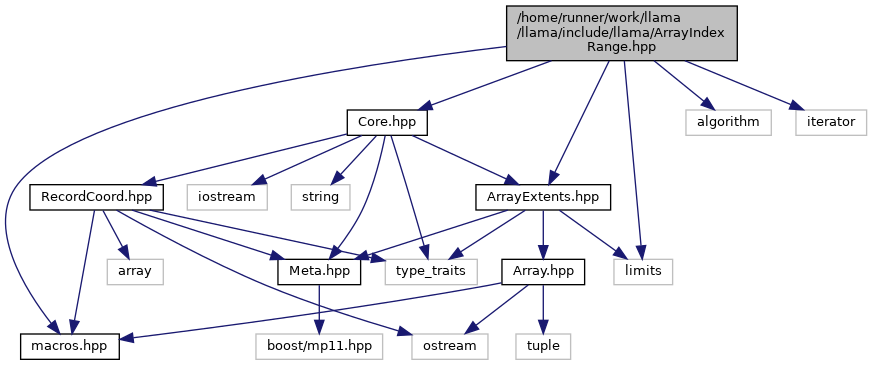 /home/runner/work/llama
/llama/include/llama/ArrayIndex
Range.hpp
Core.hpp
algorithm
iterator
RecordCoord.hpp
iostream
string
ArrayExtents.hpp
array
Meta.hpp
type_traits
Array.hpp
limits
macros.hpp
boost/mp11.hpp
ostream
tuple